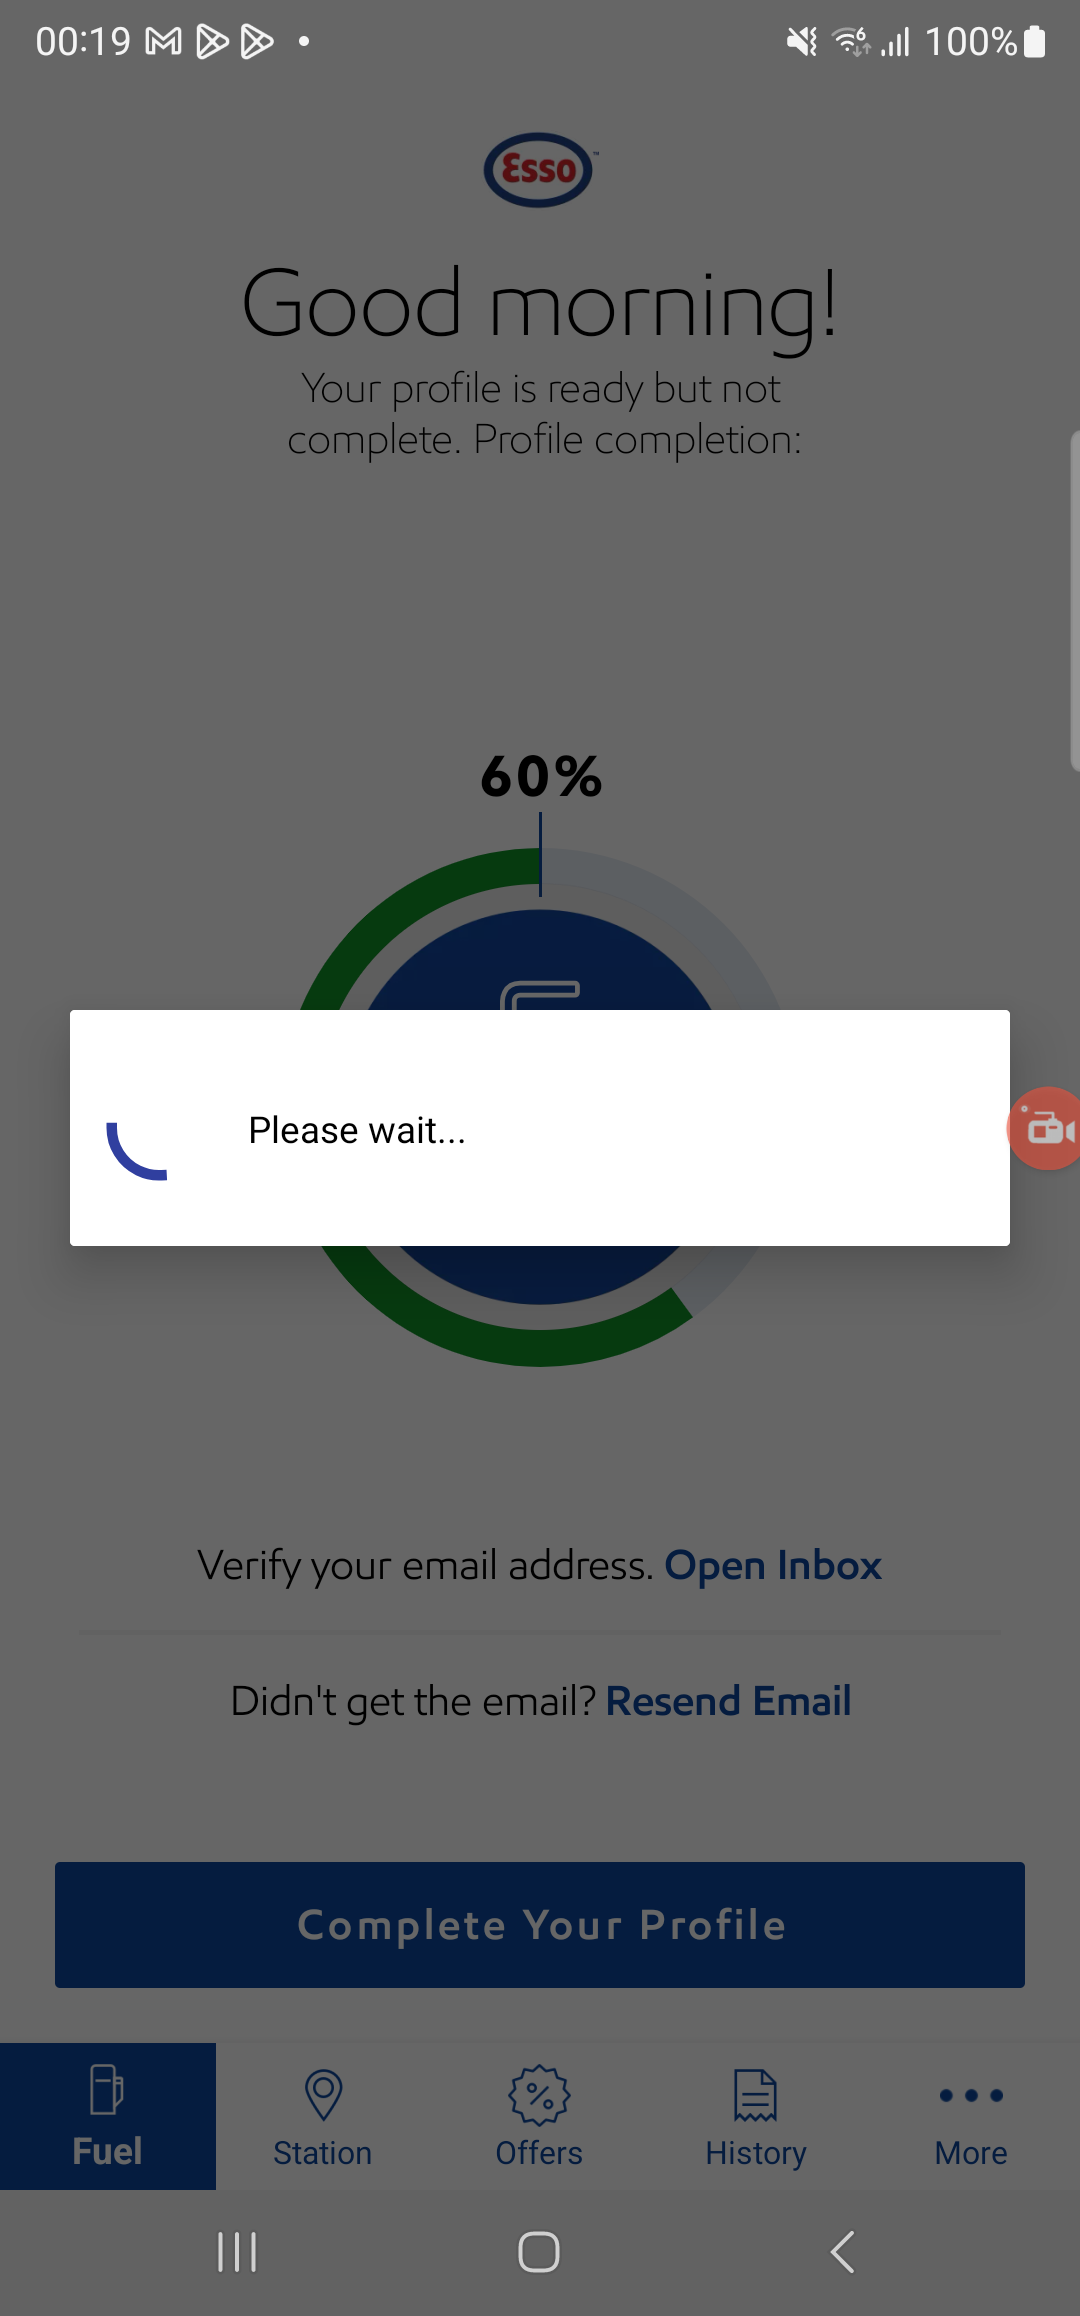 00:19
6
100%
Esso
Good morning!
Your profile is ready but not
complete. Profile completion:
60%
Please wait...
Verify your email address. Open Inbox
Didn't get the email? Resend Email
Complete Your Profile
Fuel
Station
Offers
History
More